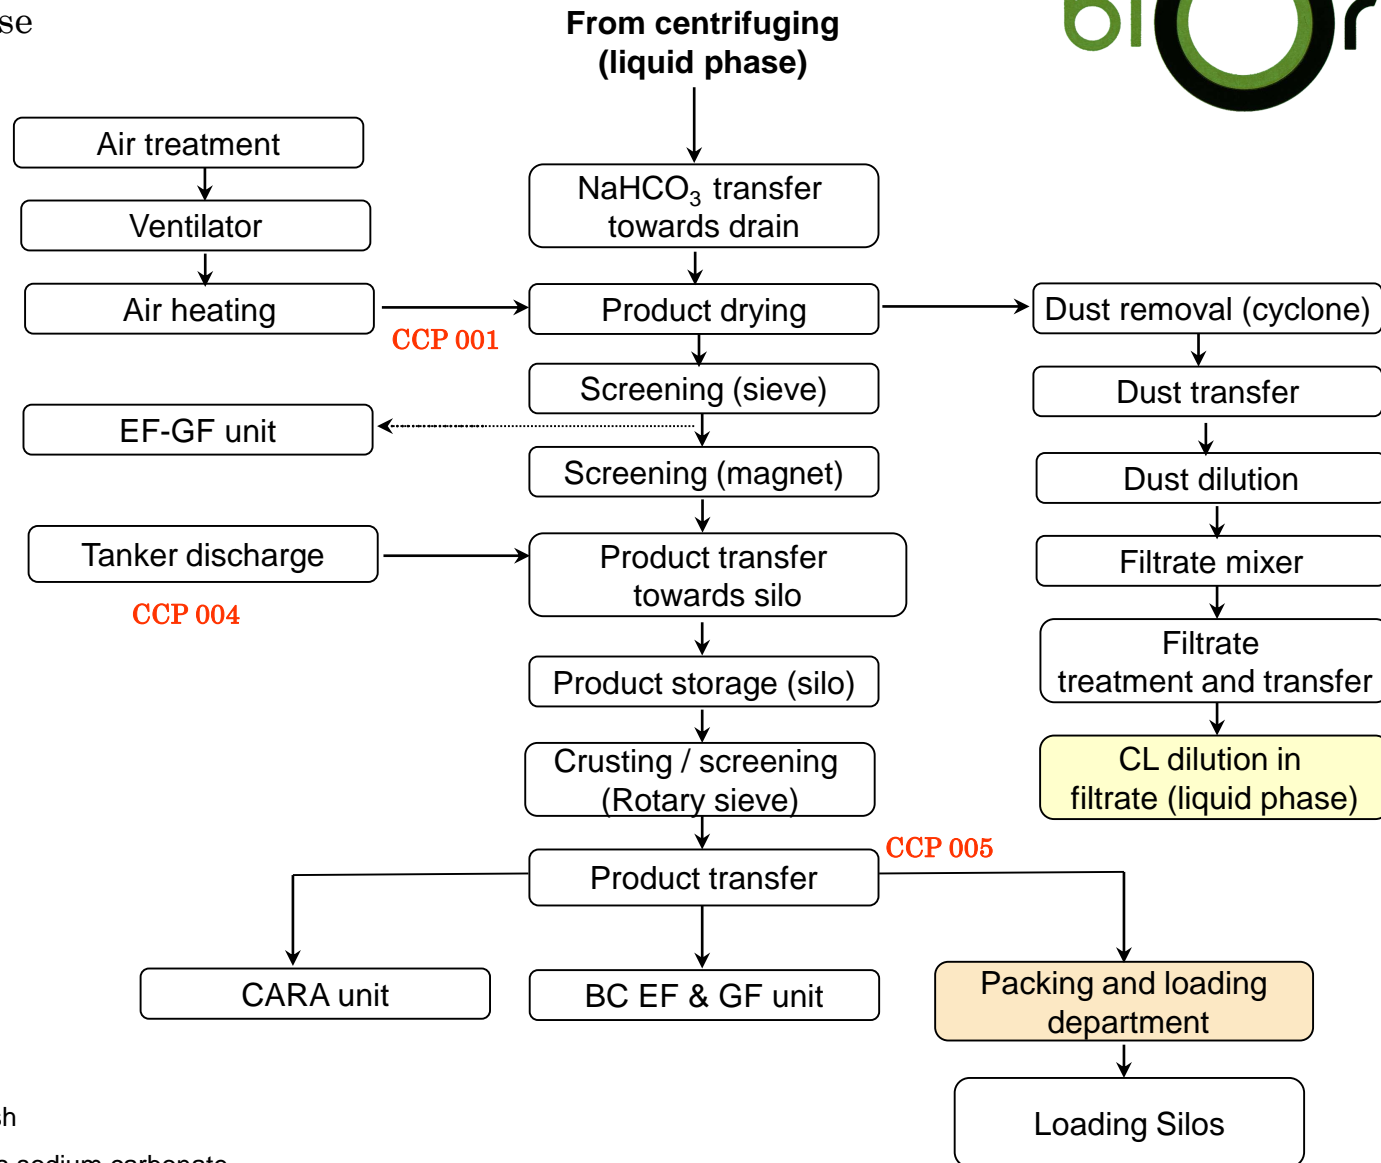 From centrifuging
(liquid phase)
Air treatment
Ventilator
Air heating
CCP 001
NaHCO₃ transfer
towards drain
Product drying
Dust removal (cyclone)
Screening (sieve)
Dust transfer
EF-GF unit
Screening (magnet)
Dust dilution
Tanker discharge
CCP 004
Product transfer
towards silo
Filtrate mixer
Product storage (silo)
Filtrate
treatment and transfer
Crusting / screening
(Rotary sieve)
CL dilution in
filtrate (liquid phase)
Product transfer
CCP 005
CARA unit
BC EF & GF unit
Packing and loading
department
Loading Silos
sodium carbonate